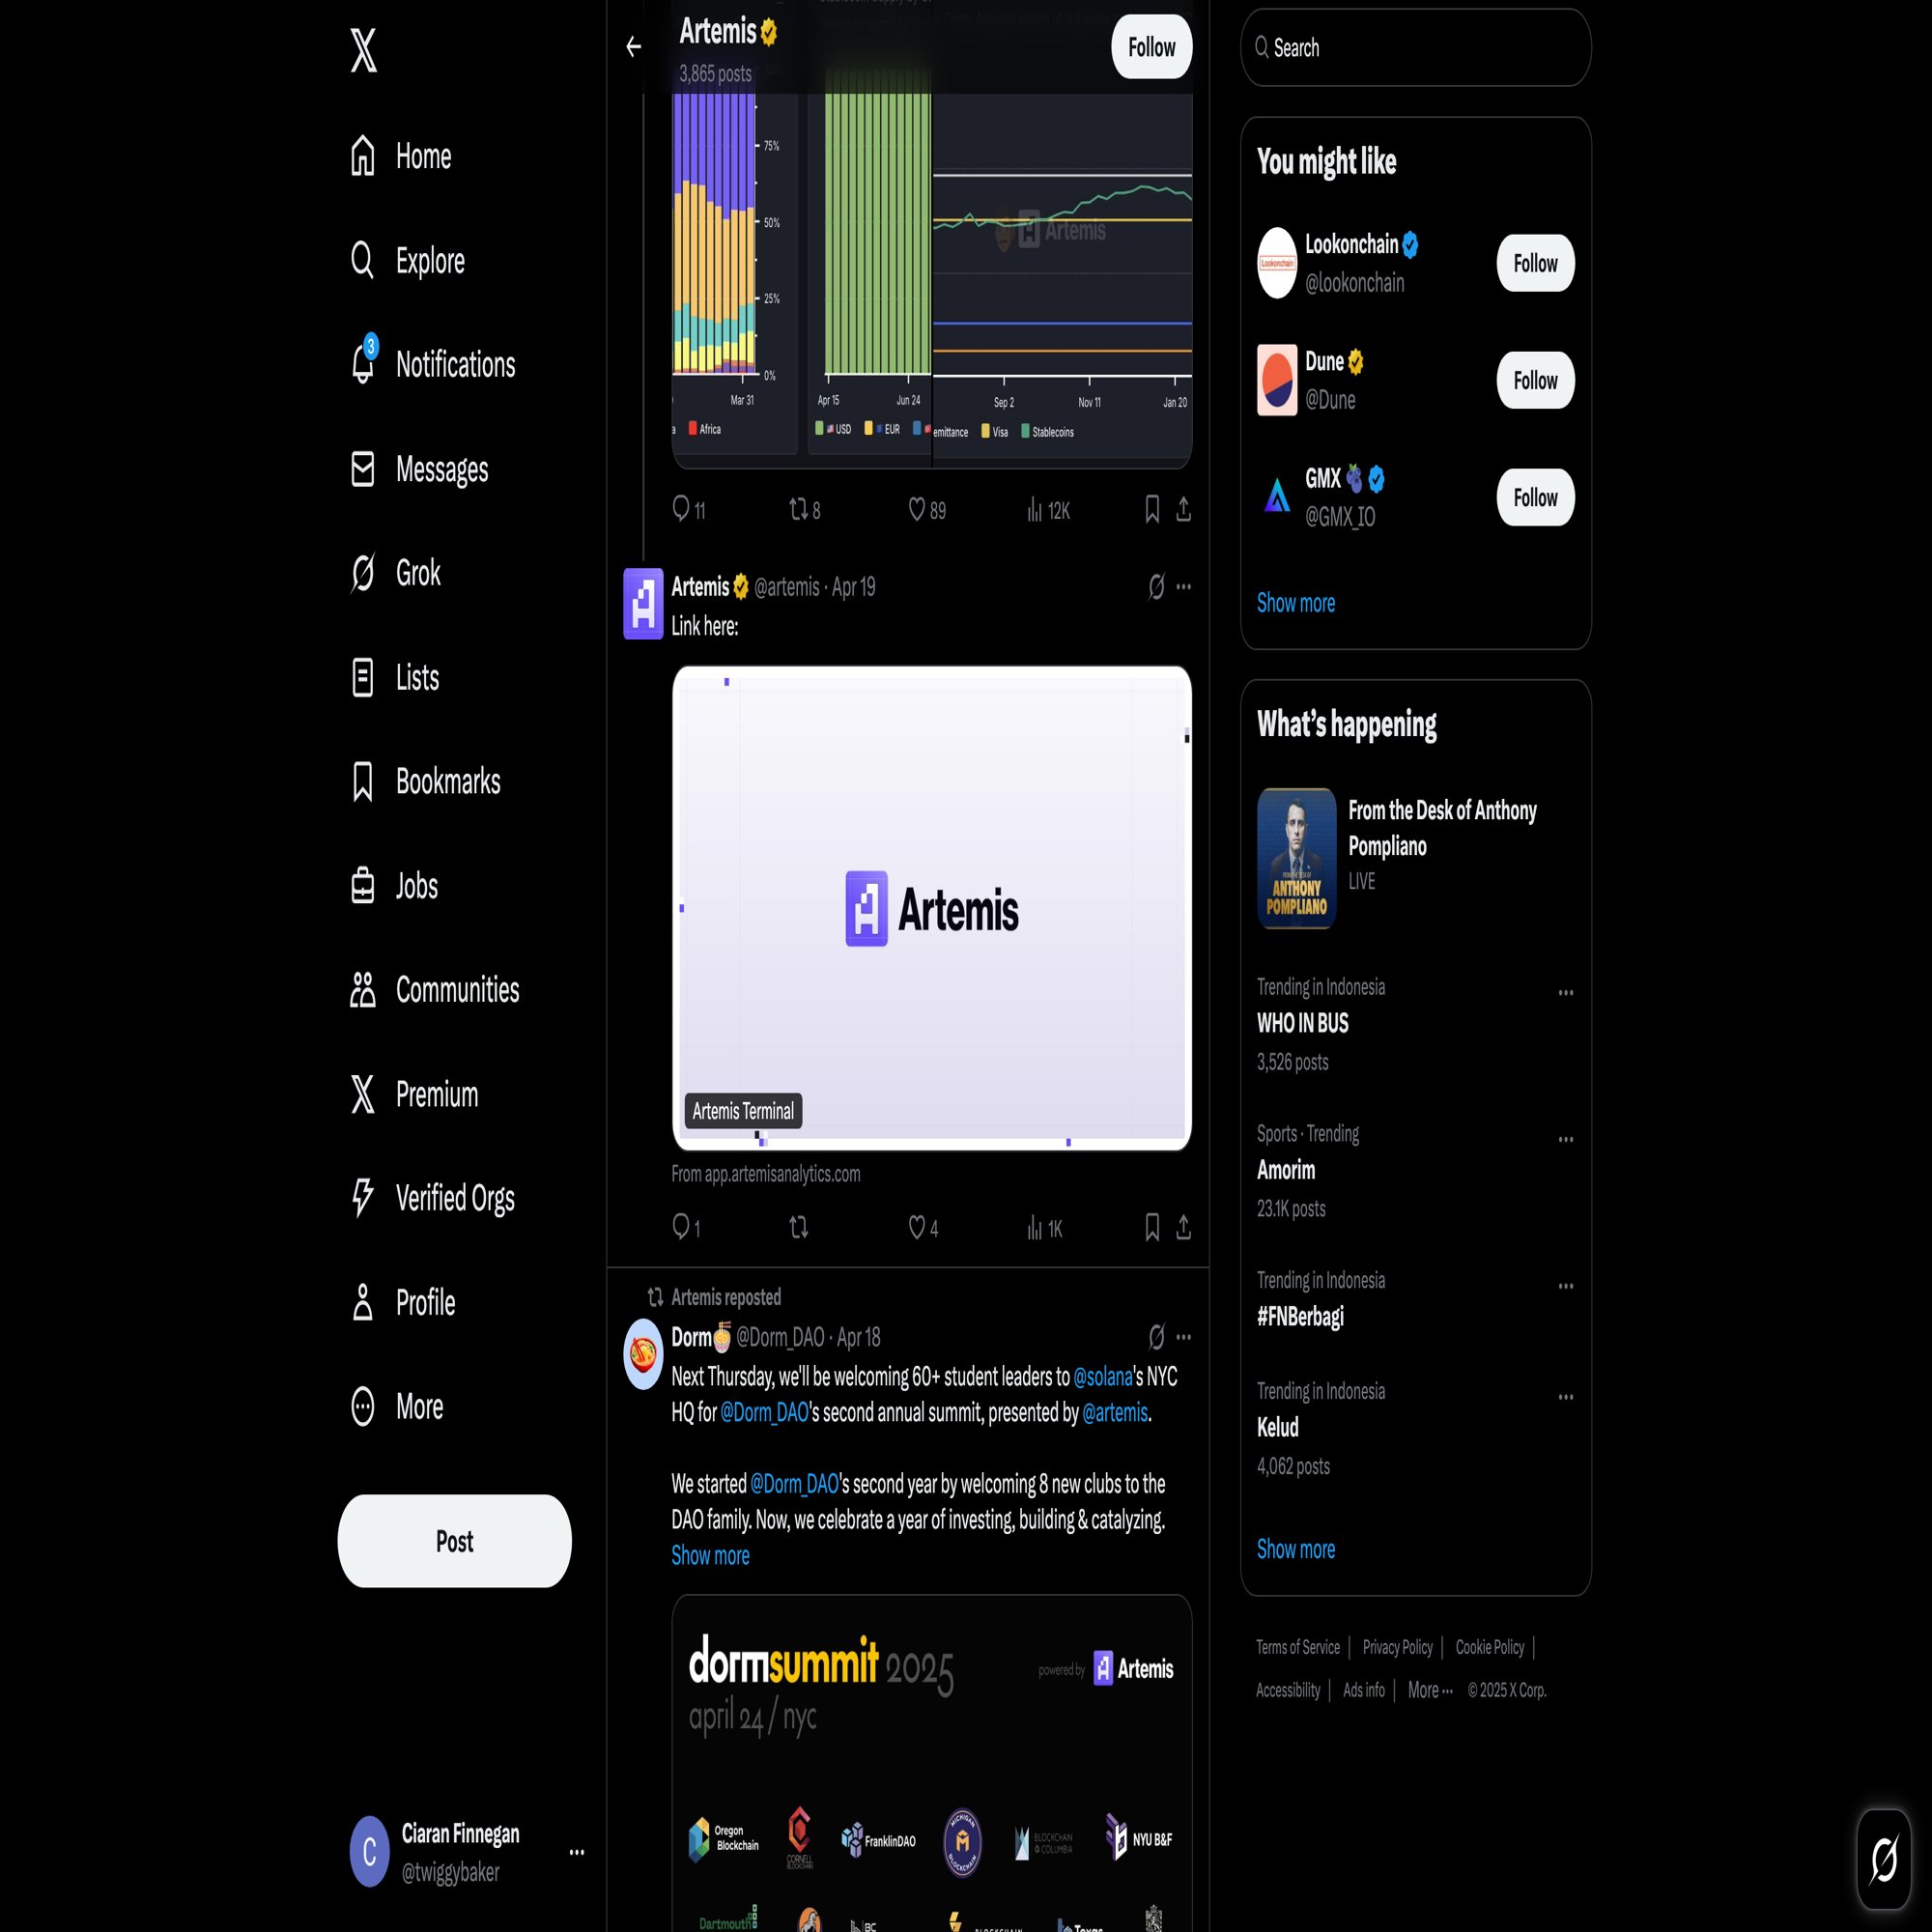 Home
Explore
3
Notifications
Messages
Grok
Lists
Bookmarks
Jobs
Communities
Premium
Verified Orgs
Profile
More
Post
C
Ciaran Finnegan
@twiggybaker
Artemis
3,865 posts
Follow
75%
50%
25%
0%
Mar 31
Africa
Apr 15
Jun 24
USD
EUR
Artemis
Sep 2
Nov 11
Jan 20
emittance
Visa
Stablecoins
11
8
89
12K
Artemis @artemis · Apr 19
Link here:
Artemis
Artemis Terminal
From app.artemisanalytics.com
1
4
1K
Artemis reposted
Dorm @Dorm_DAO · Apr 18
Next Thursday, we'll be welcoming 60+ student leaders to @solana's NYC
HQ for @Dorm_DAO's second annual summit, presented by @artemis.
We started @Dorm_DAO's second year by welcoming 8 new clubs to the
DAO family. Now, we celebrate a year of investing, building & catalyzing.
Show more
dormsummit 2025
powered by Artemis
april 24 / nyc
Oregon
Blockchain
CORNELL
BLOCKCHAIN
FranklinDAO
MICHIGAN
BLOCKCHAIN
BLOCKCHAIN
@ COLUMBIA
NYU B&F
Dartmouth
BC
BLOCKCHAIN
Texas
Search
You might like
Lookonchain
Lookonchain
@lookonchain
Follow
Dune
@Dune
Follow
GMX
@GMX_IO
Follow
Show more
What's happening
FROM THE DESK OF
ANTHONY
POMPLIANO
From the Desk of Anthony
Pompliano
LIVE
Trending in Indonesia
WHO IN BUS
3,526 posts
Sports · Trending
Amorim
23.1K posts
Trending in Indonesia
#FNBerbagi
Trending in Indonesia
Kelud
4,062 posts
Show more
Terms of Service
Privacy Policy
Cookie Policy
Accessibility
Ads info
More ···
© 2025 X Corp.